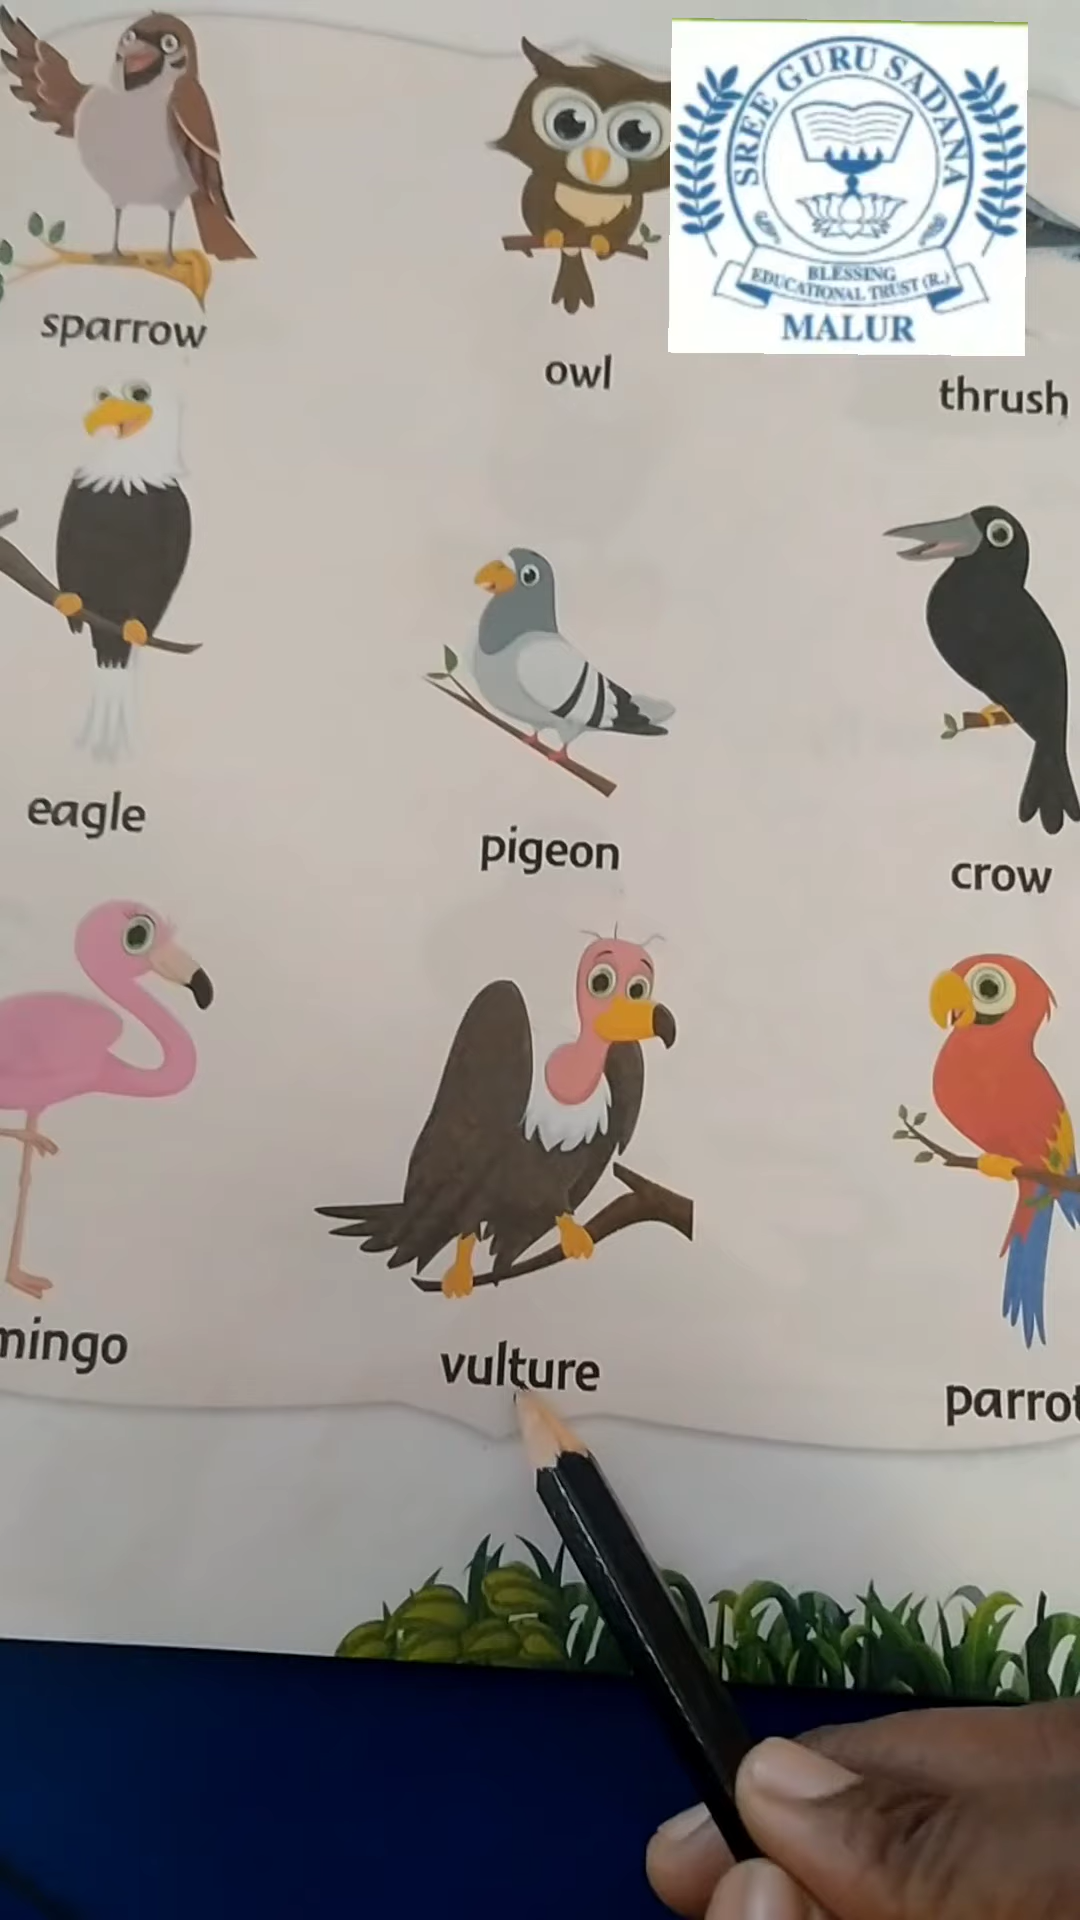 SREE GURU SADANA
BLESSING
EDUCATIONAL TRUST (R.)
MALUR
sparrow
owl
thrush
eagle
pigeon
crow
mingo
vulture
parrot